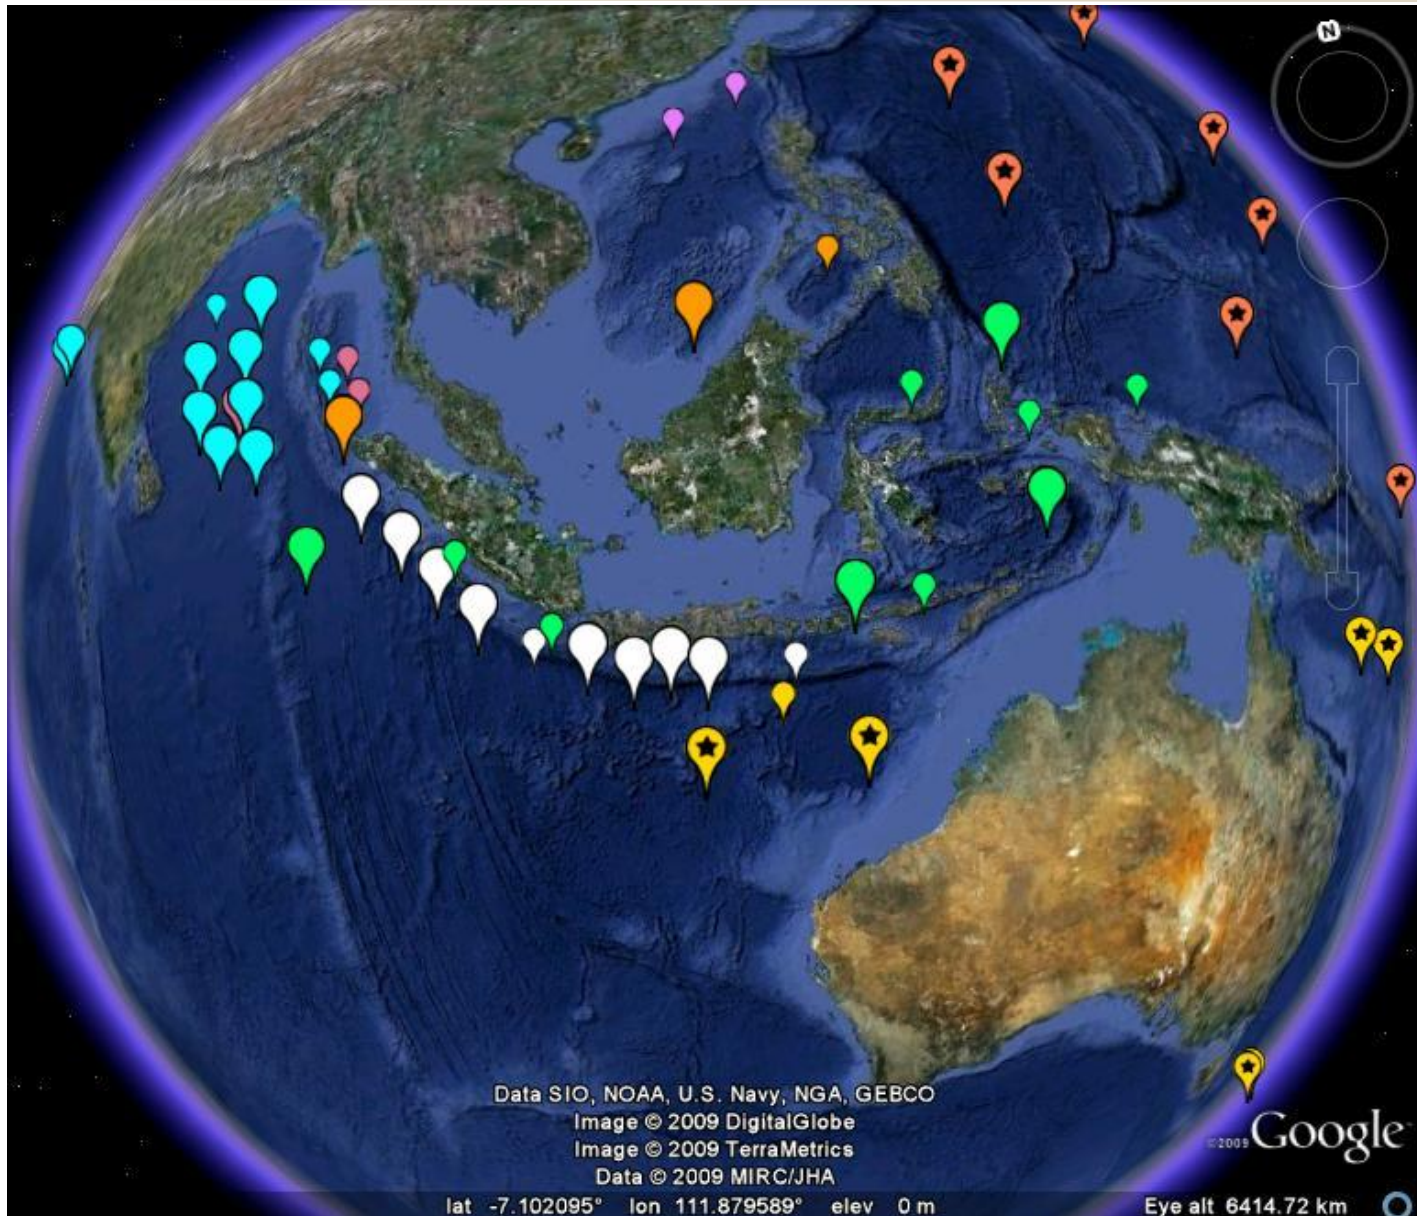 N
Data SIO, NOAA, U.S. Navy, NGA, GEBCO
Image © 2009 DigitalGlobe
Image © 2009 TerraMetrics
Data © 2009 MIRC/JHA
©2009 Google
lat -7.102095° lon 111.879589° elev 0 m Eye alt 6414.72 km